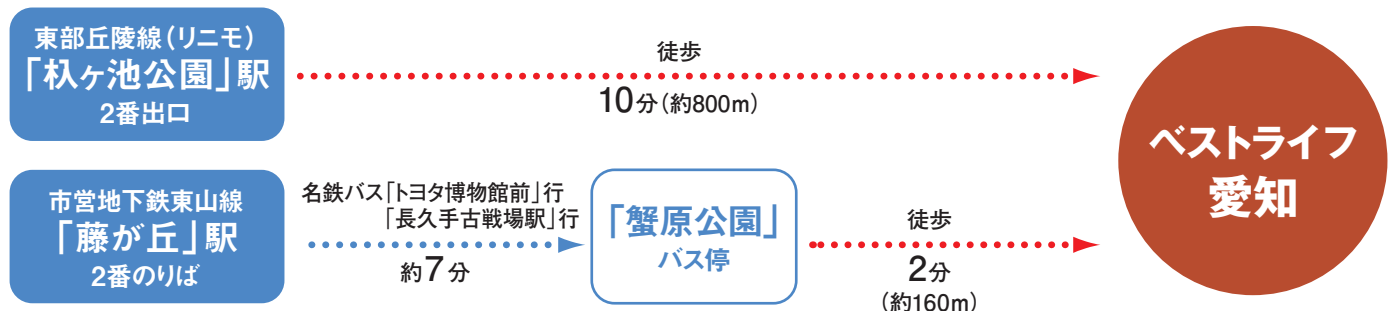 東部丘陵線(リニモ)
「杁ヶ池公園」駅
2番出口
徒歩
10分(約800m)
ベストライフ
愛知
市営地下鉄東山線
「藤が丘」駅
2番のりば
名鉄バス「トヨタ博物館前」行
「長久手古戦場駅」行
約7分
「蟹原公園」
バス停
徒歩
2分
(約160m)